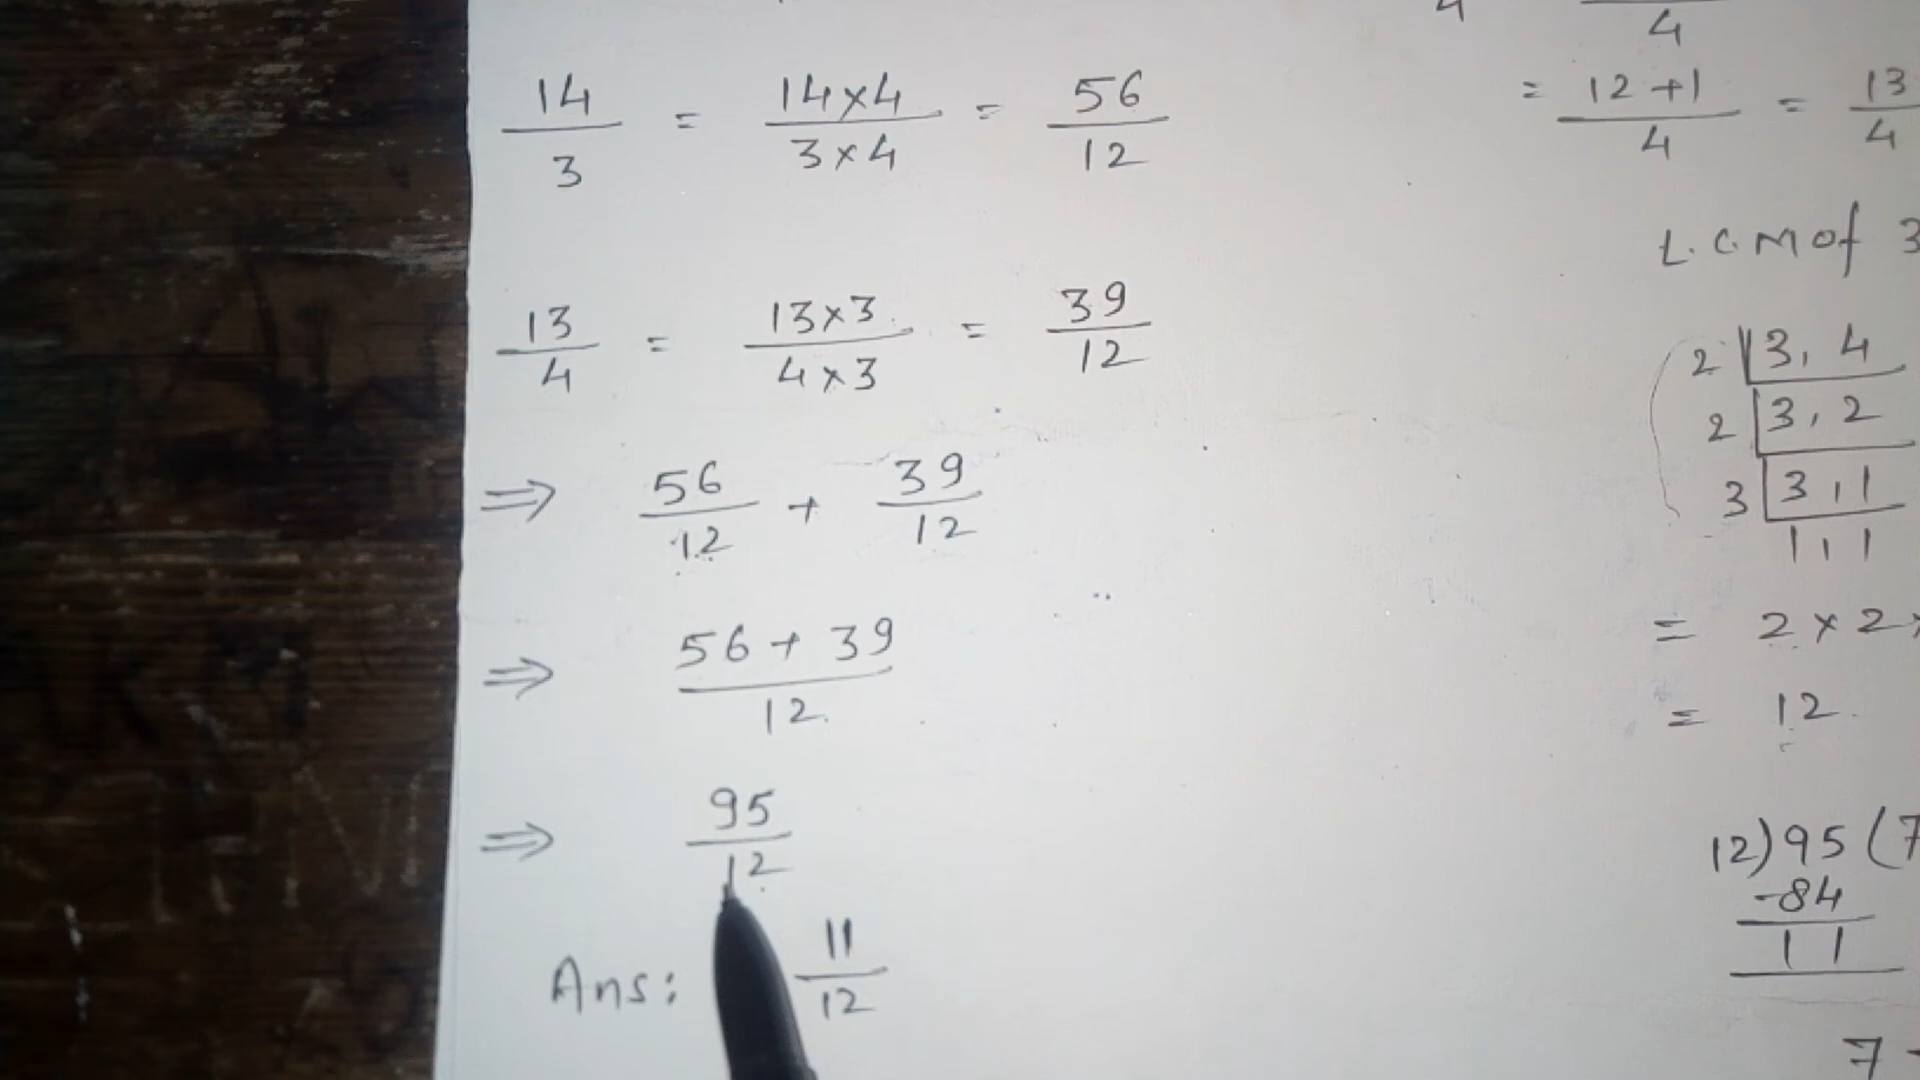 14/3 = 14×4/3×4 = 56/12
13/4 = 13×3/4×3 = 39/12
⇒ 56/12 + 39/12
⇒ 56+39/12
⇒ 95/12
Ans: 11/12
4
4
= 12+1/4 = 13/4
L.C.M of 3
2 | 3, 4
2 | 3, 2
3 | 3, 1
1, 1
= 2×2×
= 12
12)95(7
-84
11
7